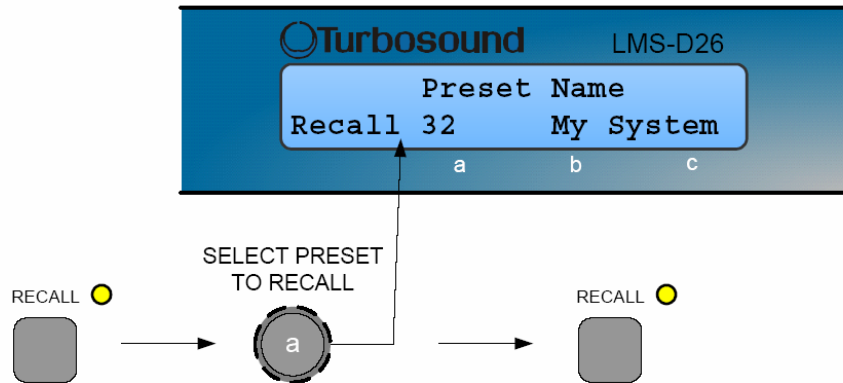 Turbosound LMS-D26
Preset Name
Recall 32 My System
a b c
SELECT PRESET
TO RECALL
RECALL
a
RECALL